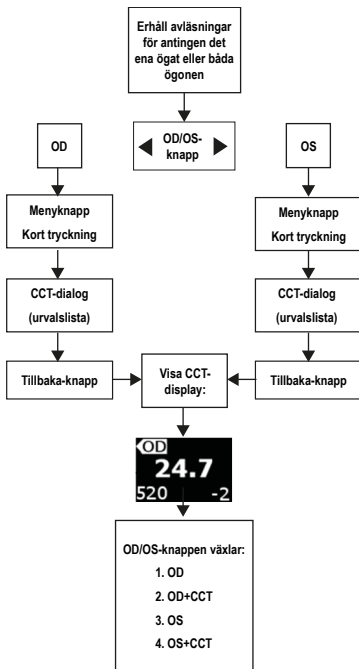 Erhåll avläsningar
för antingen det
ena ögat eller båda
ögonen
OD/OS-
knapp
OD
Menyknapp
Kort tryckning
CCT-dialog
(urvalslista)
Tillbaka-knapp
OS
Menyknapp
Kort tryckning
CCT-dialog
(urvalslista)
Tillbaka-knapp
Visa CCT-
display:
OD
24.7
520 -2
OD/OS-knappen växlar:
1. OD
2. OD+CCT
3. OS
4. OS+CCT